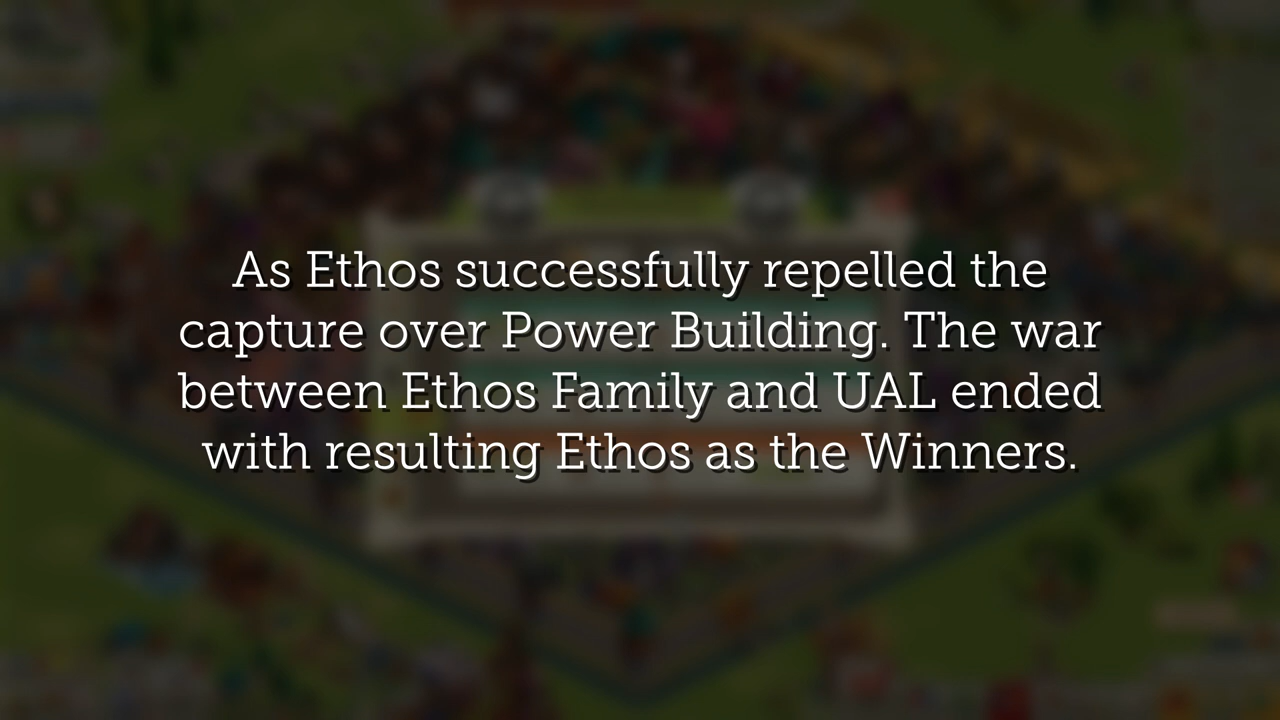 As Ethos successfully repelled the
capture over Power Building. The war
between Ethos Family and UAL ended
with resulting Ethos as the Winners.